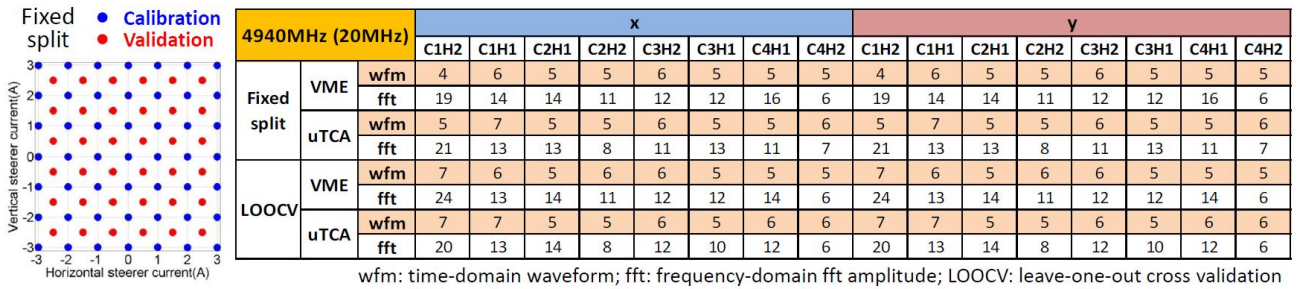 Fixed split
Calibration
Validation
Vertical steerer current(A)
3
2
1
0
-1
-2
-3
-3 -2 -1 0 1 2 3
Horizontal steerer current(A)
4940MHz (20MHz) x y
C1H2 C1H1 C2H1 C2H2 C3H2 C3H1 C4H1 C4H2 C1H2 C1H1 C2H1 C2H2 C3H2 C3H1 C4H1 C4H2
Fixed split VME wfm 4 6 5 5 6 5 5 5 4 6 5 5 6 5 5 5
fft 19 14 14 11 12 12 16 6 19 14 14 11 12 12 16 6
uTCA wfm 5 7 5 5 6 5 5 6 5 7 5 5 6 5 5 6
fft 21 13 13 8 11 13 11 7 21 13 13 8 11 13 11 7
LOOCV VME wfm 7 6 5 6 6 5 5 5 7 6 5 6 6 5 5 5
fft 24 13 14 11 12 12 14 6 24 13 14 11 12 12 14 6
uTCA wfm 7 7 5 5 6 5 6 6 7 7 5 5 6 5 6 6
fft 20 13 14 8 12 10 12 6 20 13 14 8 12 10 12 6
wfm: time-domain waveform; fft: frequency-domain fft amplitude; LOOCV: leave-one-out cross validation